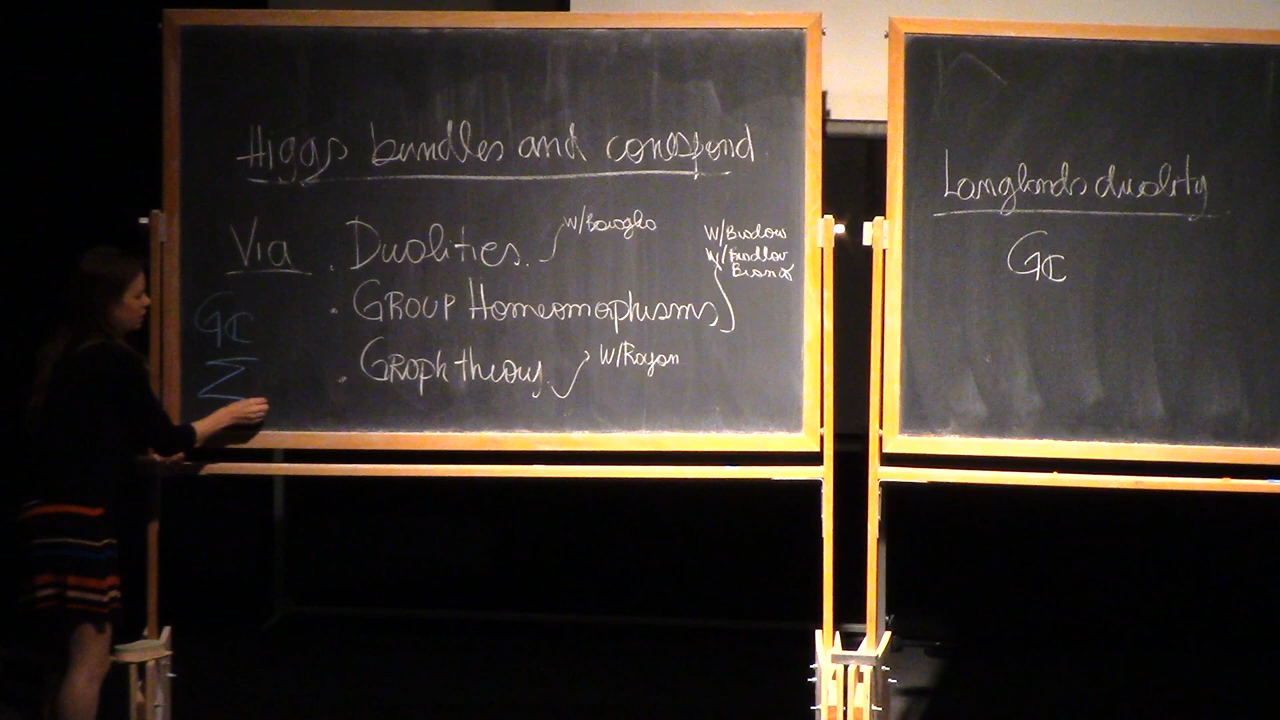 Higgs bundles and correspond
Via . Dualities. w/Baraglia
w/Bradlow
w/Bradlow
Branco
. GROUP Homeomorphisms
. GRaph theory. w/Rayan
Gℂ
Σ
Langlands duality
Gℂ